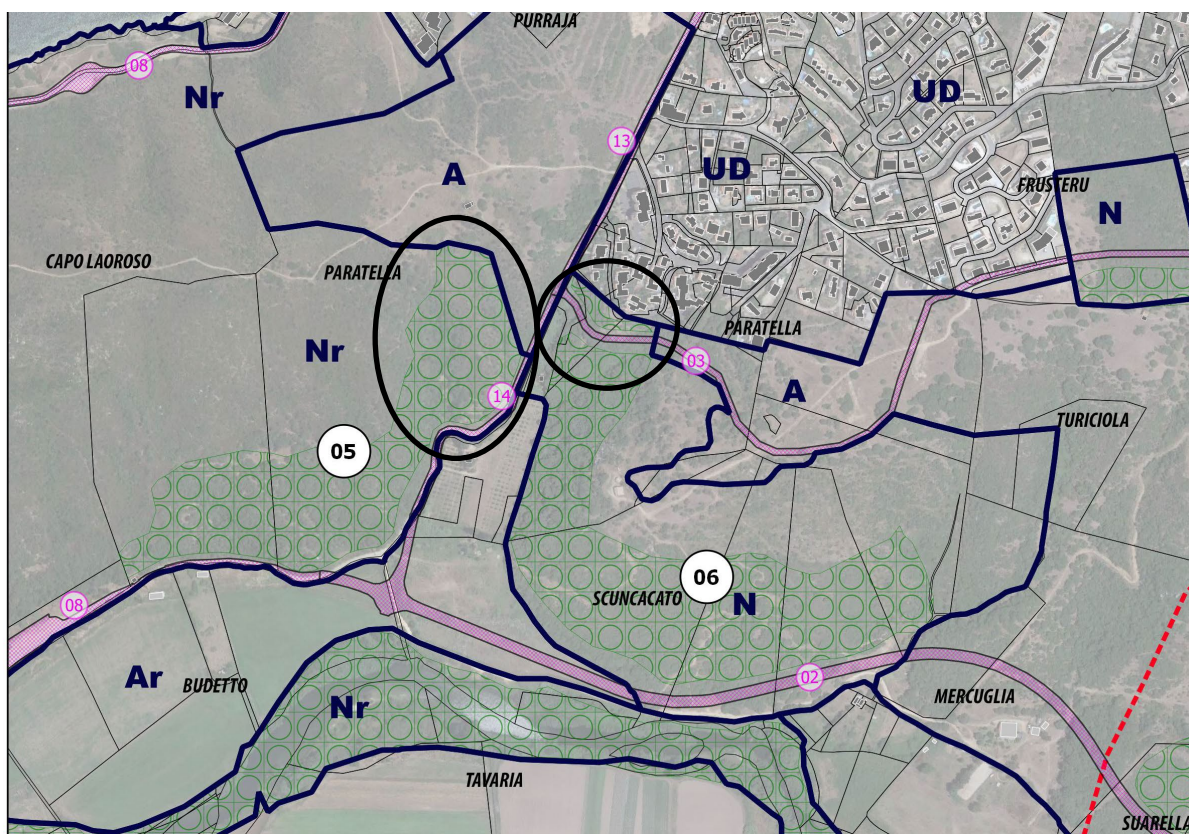 PURRAJA
08
Nr
UD
13
UD
A
FRUSTERU
N
CAPO LAOROSO
PARATELLA
PARATELLA
Nr
03
14
A
TURICIOLA
05
06
SCUNCACATO
N
08
Ar
BUDETTO
02
Nr
MERCUGLIA
TAVARIA
SUARELLA